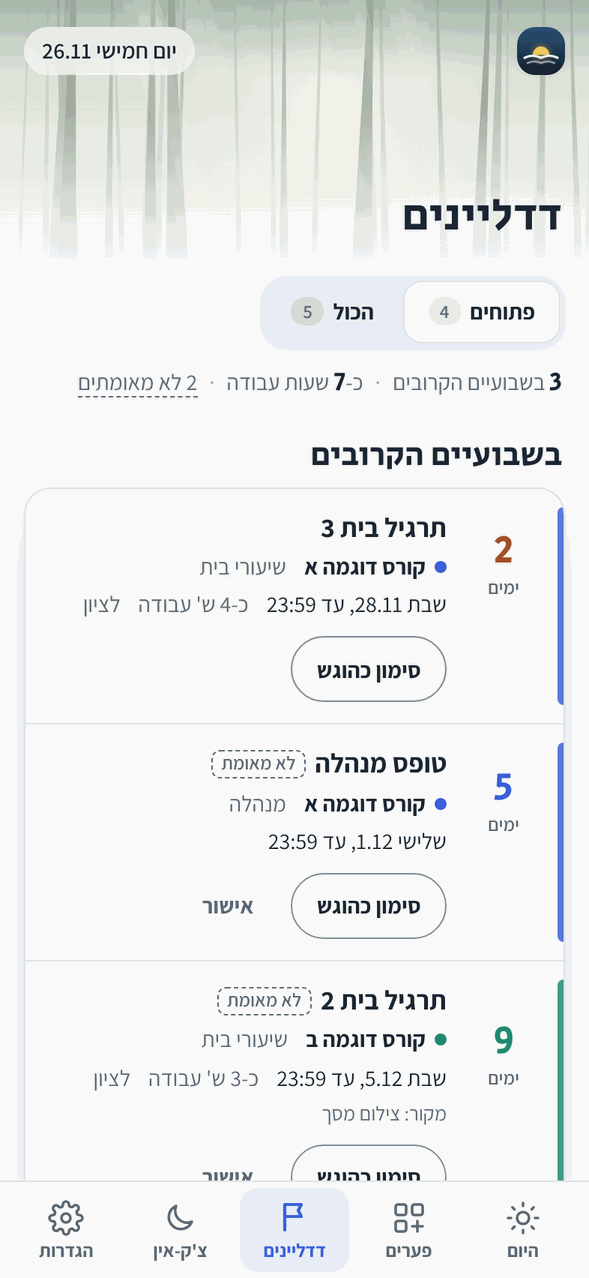 יום חמישי 26.11
דדליינים
פתוחים 4
הכול 5
3 בשבועיים הקרובים · כ-7 שעות עבודה · 2 לא מאומתים
בשבועיים הקרובים
2 ימים
תרגיל בית 3
קורס דוגמה א שיעורי בית
שבת 28.11, עד 23:59 כ-4 ש' עבודה לציון
סימון כהוגש
5 ימים
טופס מנהלה לא מאומת
קורס דוגמה א מנהלה
שלישי 1.12, עד 23:59
סימון כהוגש אישור
9 ימים
תרגיל בית 2 לא מאומת
קורס דוגמה ב שיעורי בית
שבת 5.12, עד 23:59 כ-3 ש' עבודה לציון
מקור: צילום מסך
סימון כהוגש אישור
היום פערים דדליינים צ'ק-אין הגדרות